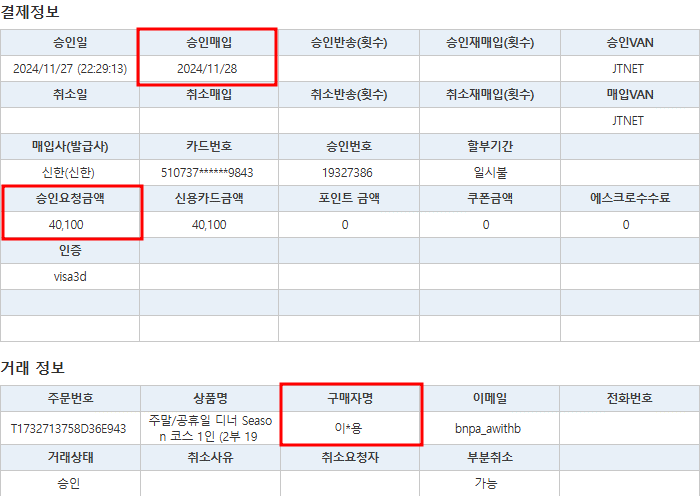 결제정보
승인일 승인매입 승인반송(횟수) 승인재매입(횟수) 승인VAN
2024/11/27 (22:29:13) 2024/11/28 JTNET
취소일 취소매입 취소반송(횟수) 취소재매입(횟수) 매입VAN
JTNET
매입사(발급사) 카드번호 승인번호 할부기간
신한(신한) 510737******9843 19327386 일시불
승인요청금액 신용카드금액 포인트 금액 쿠폰금액 에스크로수수료
40,100 40,100 0 0 0
인증
visa3d
거래 정보
주문번호 상품명 구매자명 이메일 전화번호
T1732713758D36E943 주말/공휴일 디너 Seaso
n 코스 1인 (2부 19 이*용 bnpa_awithb
거래상태 취소사유 취소요청자 부분취소
승인 가능